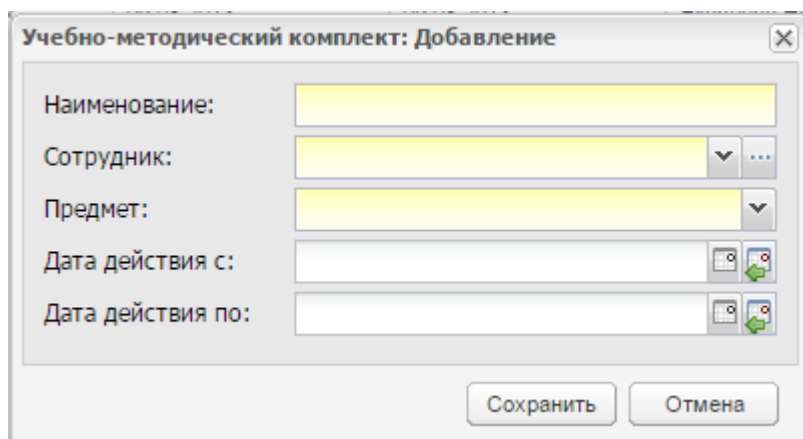 Учебно-методический комплект: Добавление
Наименование:
Сотрудник:
Предмет:
Дата действия с:
Дата действия по:
Сохранить Отмена